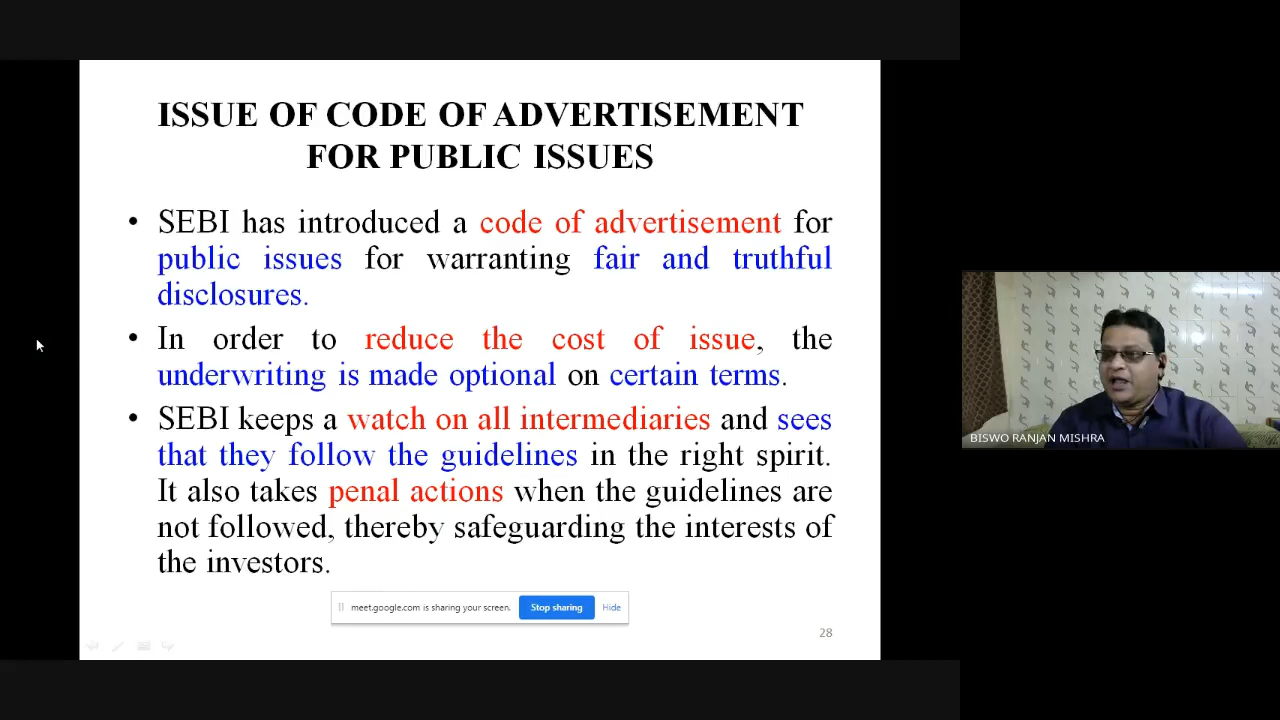 ISSUE OF CODE OF ADVERTISEMENT
FOR PUBLIC ISSUES
• SEBI has introduced a code of advertisement for
public issues for warranting fair and truthful
disclosures.
• In order to reduce the cost of issue, the
underwriting is made optional on certain terms.
• SEBI keeps a watch on all intermediaries and sees
that they follow the guidelines in the right spirit.
It also takes penal actions when the guidelines are
not followed, thereby safeguarding the interests of
the investors.
meet.google.com is sharing your screen. Stop sharing Hide
28
BISWO RANJAN MISHRA